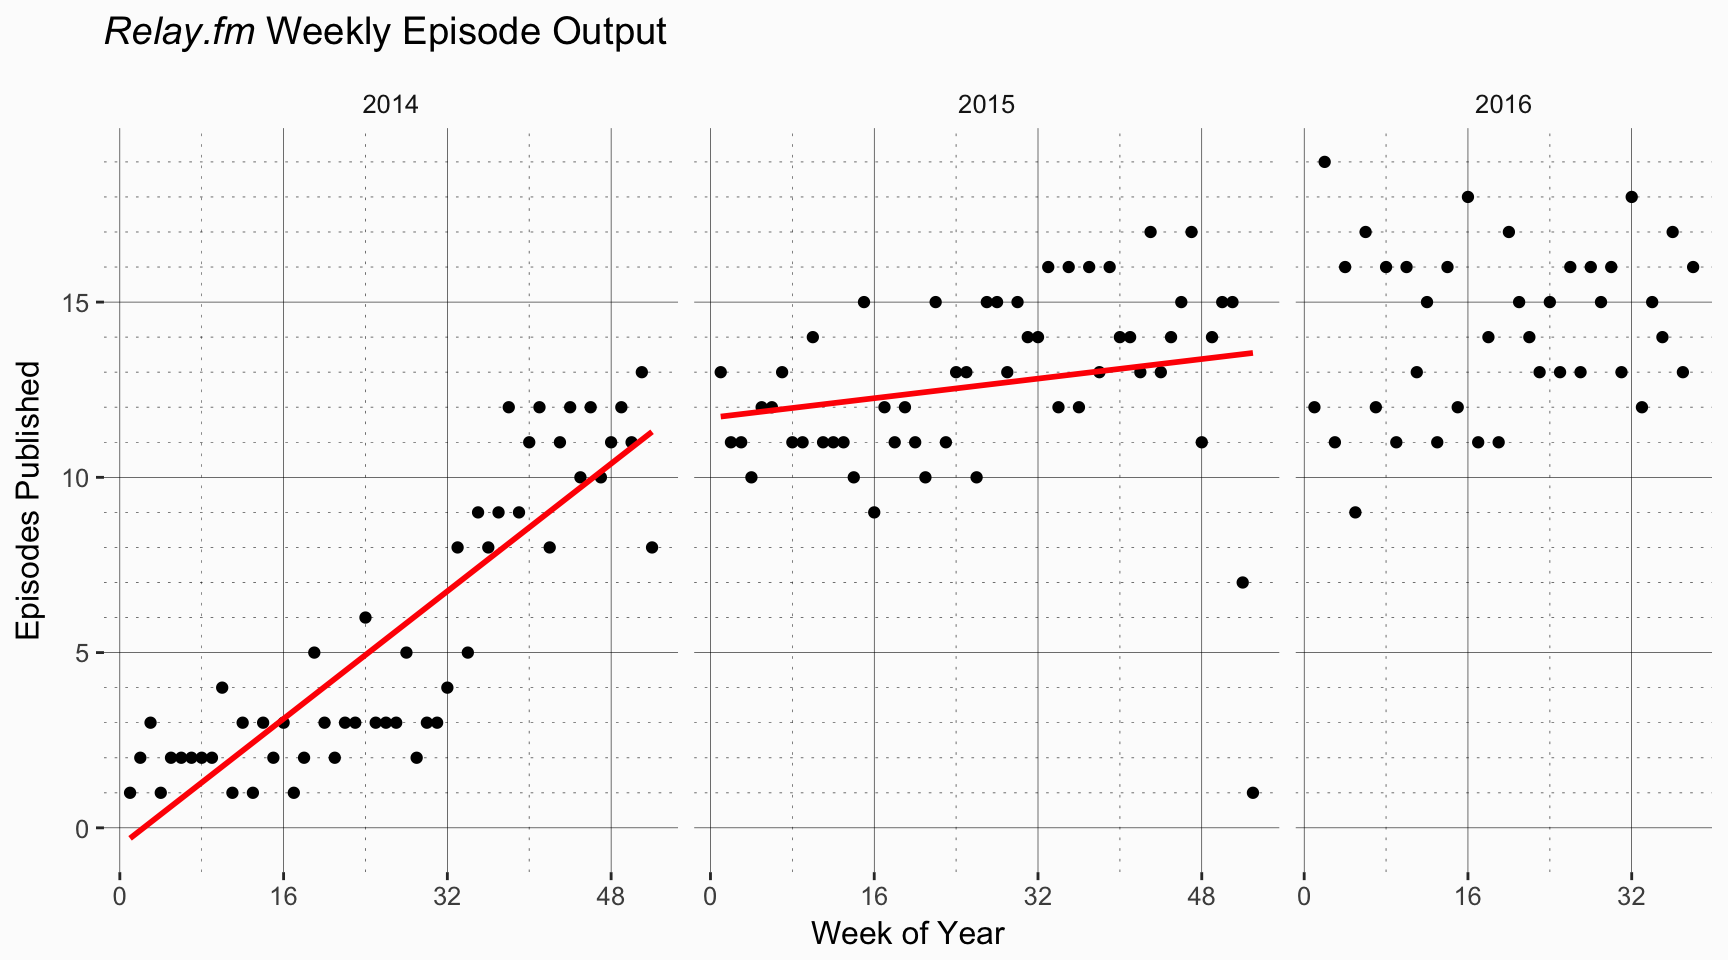 Relay.fm Weekly Episode Output
2014 2015 2016
Episodes Published
15
10
5
0
0 16 32 48 0 16 32 48 0 16 32
Week of Year